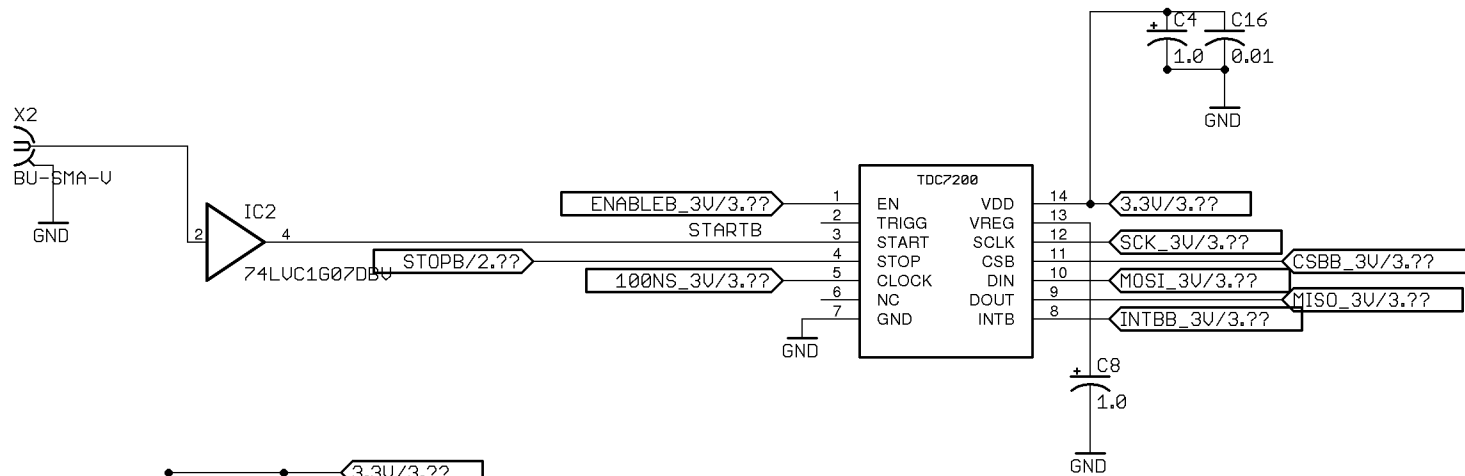 C4
C16
1.0
0.01
GND
X2
BU-SMA-V
GND
IC2
2
4
74LVC1G07DBV
TDC7200
ENABLEB_3V/3.??
1
EN
VDD
14
3.3V/3.??
2
TRIGG
VREG
13
STARTB
3
START
SCLK
12
SCK_3V/3.??
STOPB/2.??
4
STOP
CSB
11
CSBB_3V/3.??
100NS_3V/3.??
5
CLOCK
DIN
10
MOSI_3V/3.??
6
NC
DOUT
9
MISO_3V/3.??
7
GND
INTB
8
INTBB_3V/3.??
GND
C8
1.0
GND
3.3V/3.??